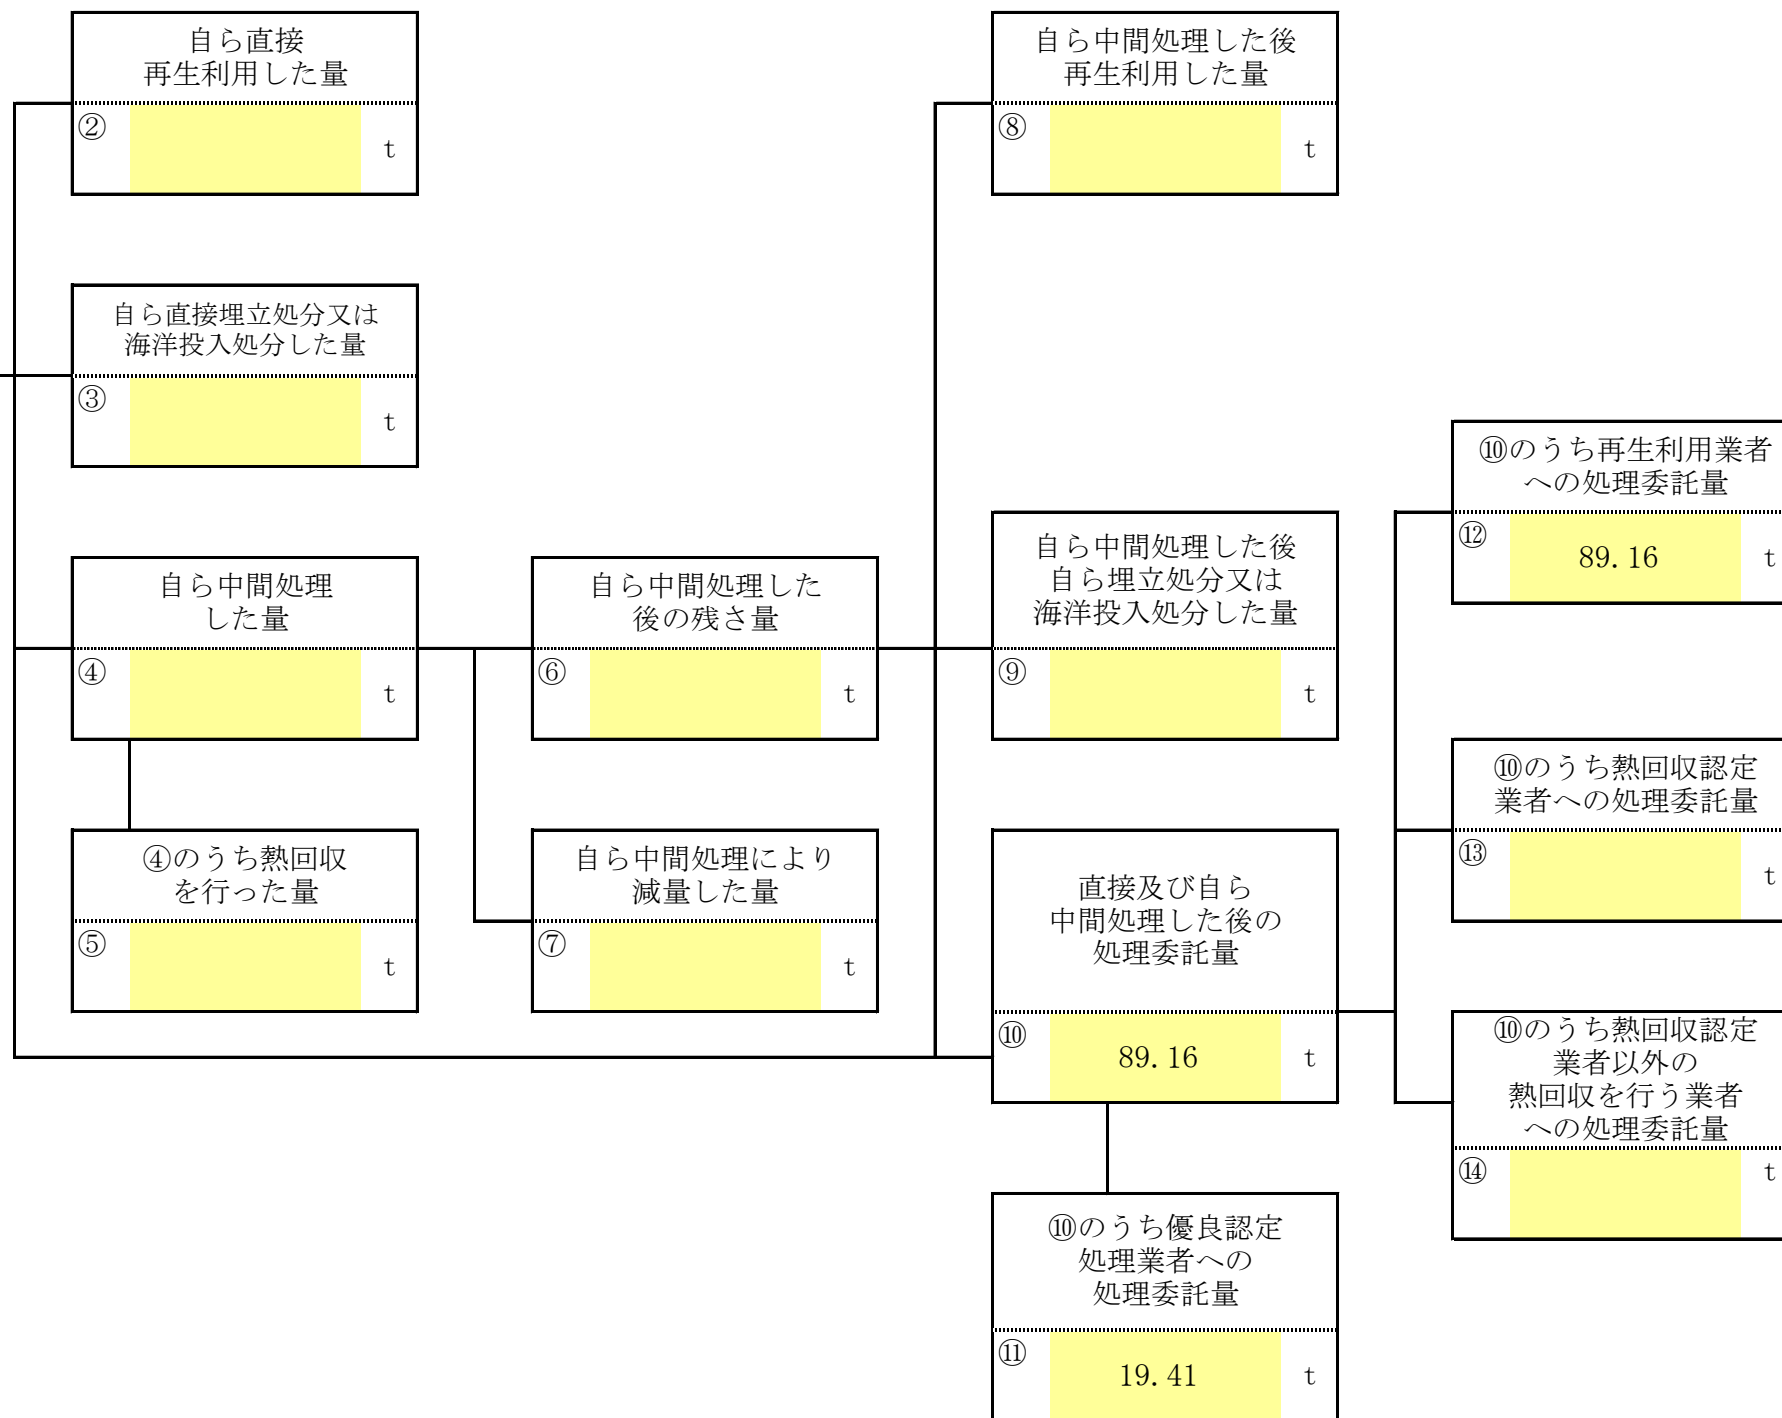 自ら直接
再生利用した量
②
t
自ら中間処理した後
再生利用した量
⑧
t
自ら直接埋立処分又は
海洋投入処分した量
③
t
⑩のうち再生利用業者
への処理委託量
⑫
89.16
t
自ら中間処理
した量
④
t
自ら中間処理した
後の残さ量
⑥
t
自ら中間処理した後
自ら埋立処分又は
海洋投入処分した量
⑨
t
⑩のうち熱回収認定
業者への処理委託量
⑬
t
④のうち熱回収
を行った量
⑤
t
自ら中間処理により
減量した量
⑦
t
直接及び自ら
中間処理した後の
処理委託量
⑩
89.16
t
⑩のうち熱回収認定
業者以外の
熱回収を行う業者
への処理委託量
⑭
t
⑩のうち優良認定
処理業者への
処理委託量
⑪
19.41
t